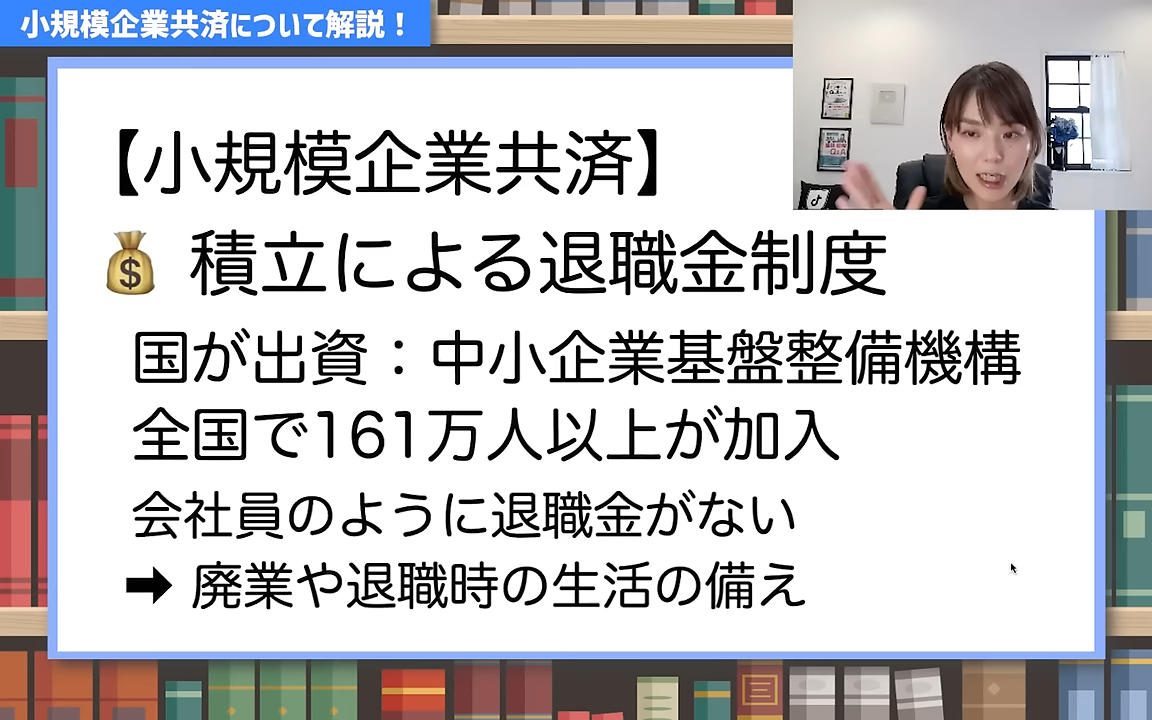 小規模企業共済について解説！
【小規模企業共済】
積立による退職金制度
国が出資：中小企業基盤整備機構
全国で161万人以上が加入
会社員のように退職金がない
➡ 廃業や退職時の生活の備え
Q&A